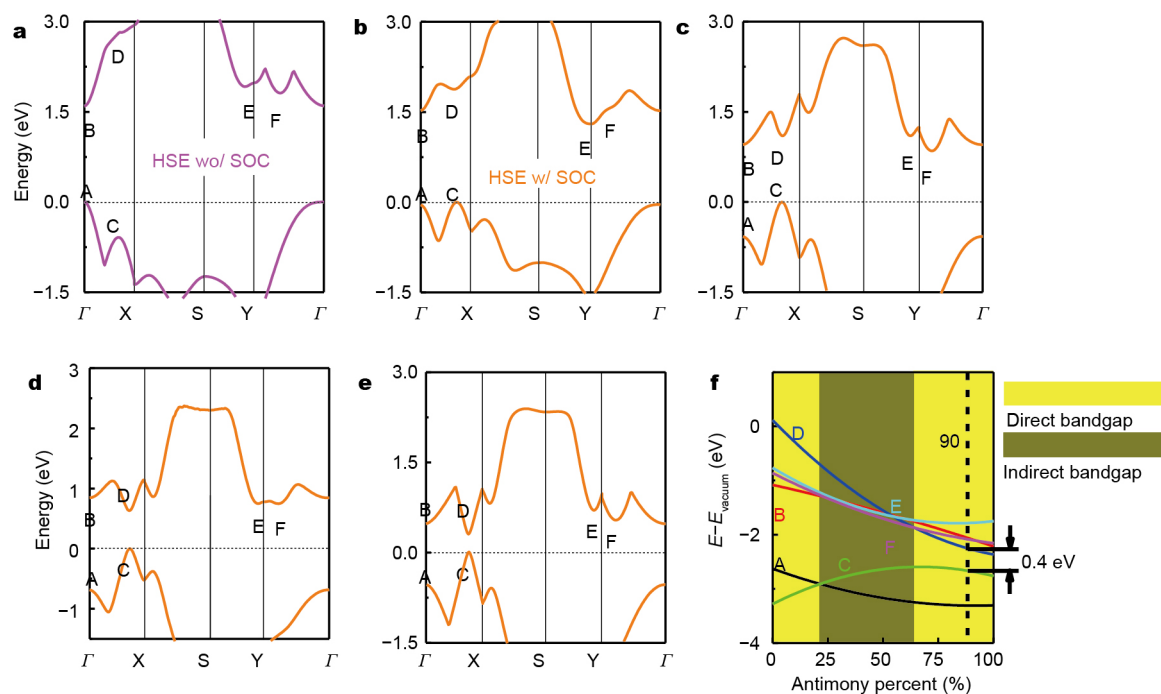 a
3.0
1.5
0.0
−1.5
Energy (eV)
D
B
E
F
HSE wo/ SOC
A
C
Γ X S Y Γ
b
3.0
1.5
0.0
−1.5
D
B
F
E
HSE w/ SOC
A
C
Γ X S Y Γ
c
3.0
1.5
0.0
−1.5
D
E
B
F
C
A
Γ X S Y Γ
d
3
2
1
0
−1
Energy (eV)
D
B
E F
A
C
Γ X S Y Γ
e
3.0
1.5
0.0
−1.5
B
D
E
F
A
C
Γ X S Y Γ
f
0
−2
−4
E−Evacuum (eV)
D
90
B
E
F
A
C
0.4 eV
0 25 50 75 100
Antimony percent (%)
Direct bandgap
Indirect bandgap